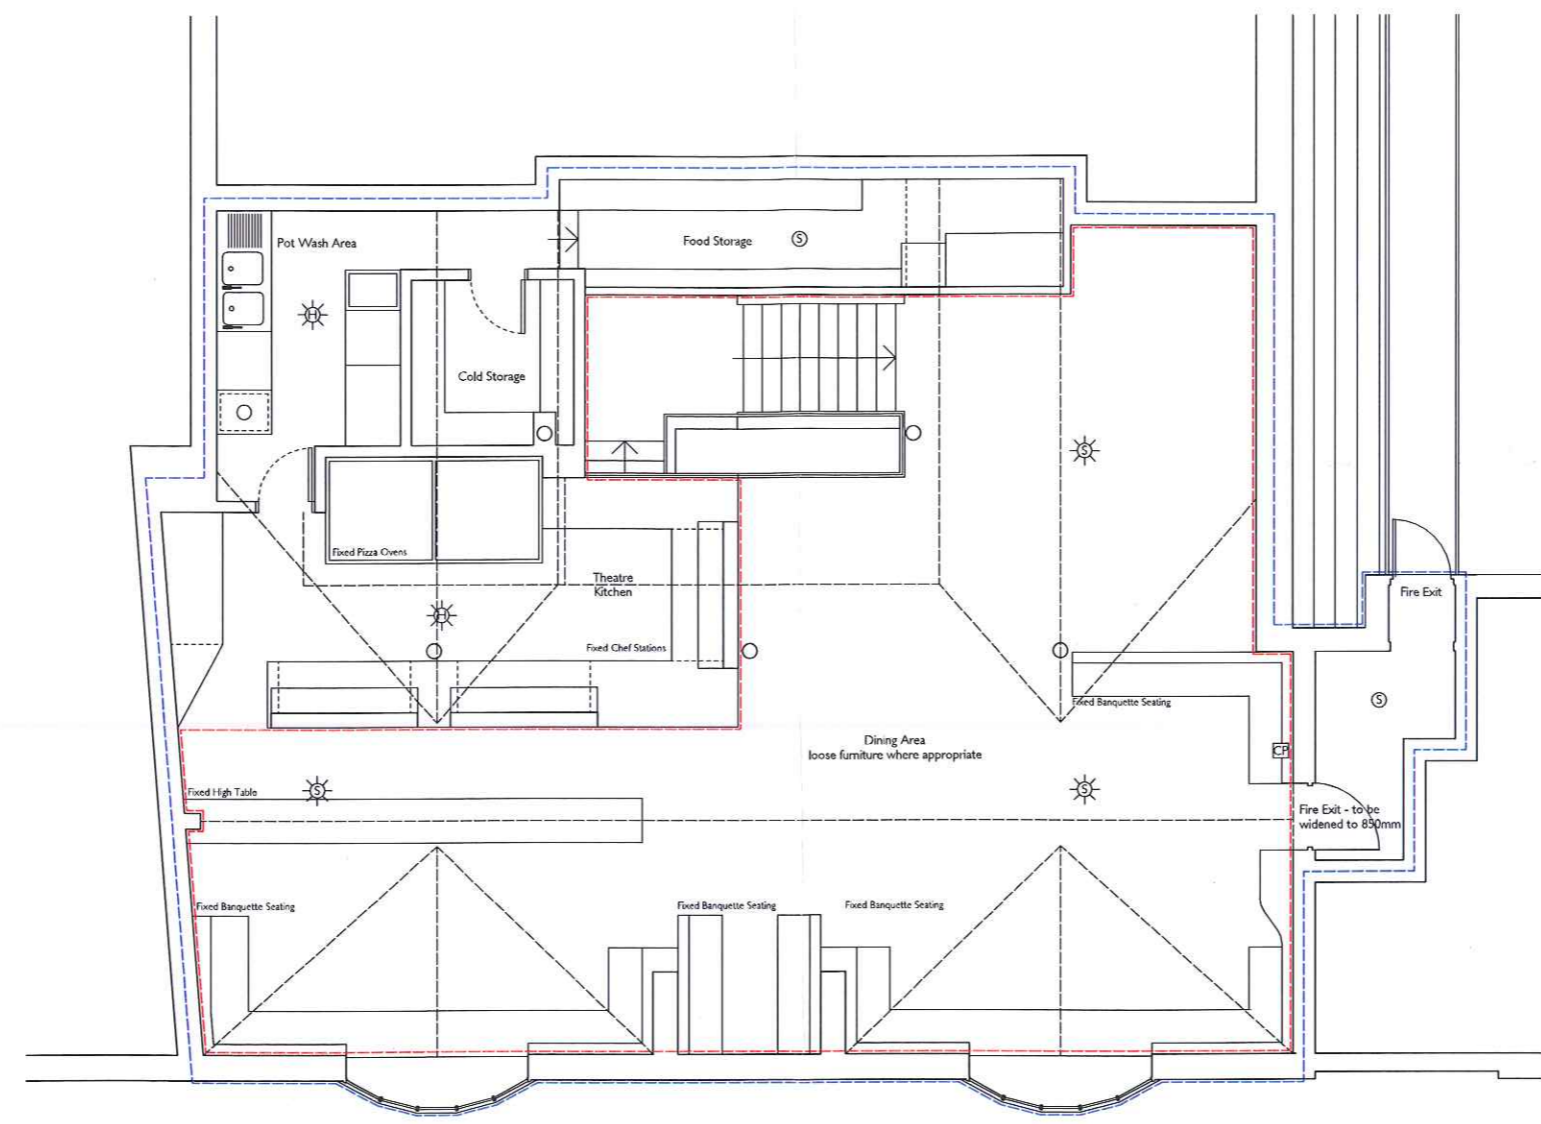 Pot Wash Area
Food Storage
S
H
Cold Storage
S
Fixed Pizza Ovens
Theatre
Kitchen
Fire Exit
H
Fixed Chef Stations
S
Fixed Banquette Seating
Dining Area
loose furniture where appropriate
CP
Fixed High Table
S
S
Fire Exit - to be
widened to 850mm
Fixed Banquette Seating
Fixed Banquette Seating
Fixed Banquette Seating